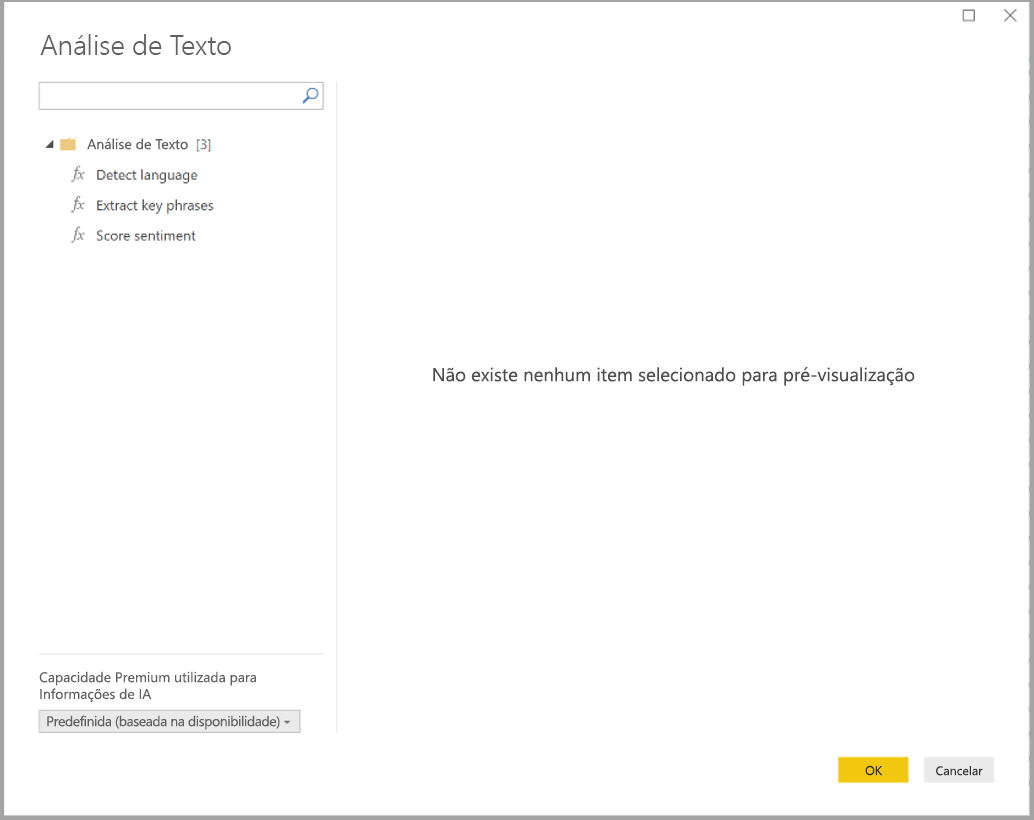 Análise de Texto
Análise de Texto [3]
fx Detect language
fx Extract key phrases
fx Score sentiment
Não existe nenhum item selecionado para pré-visualização
Capacidade Premium utilizada para
Informações de IA
Predefinida (baseada na disponibilidade)
OK
Cancelar